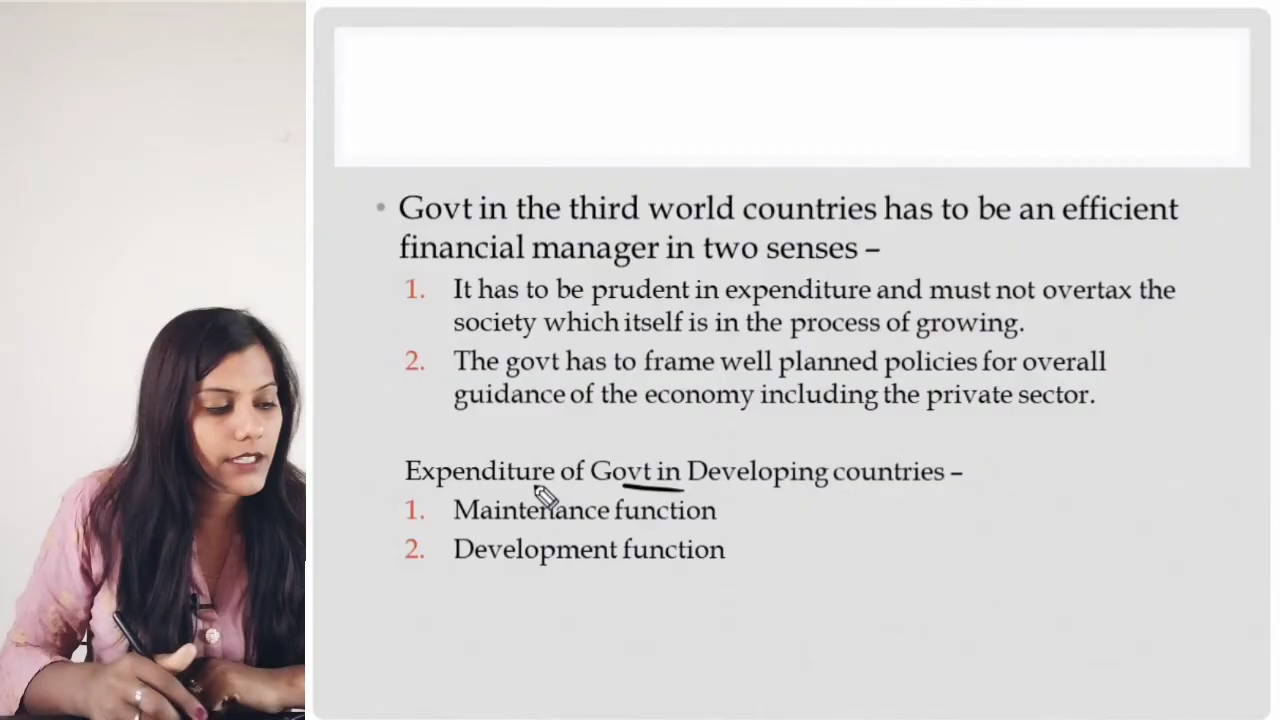 Govt in the third world countries has to be an efficient
financial manager in two senses –
1. It has to be prudent in expenditure and must not overtax the
society which itself is in the process of growing.
2. The govt has to frame well planned policies for overall
guidance of the economy including the private sector.
Expenditure of Govt in Developing countries –
1. Maintenance function
2. Development function